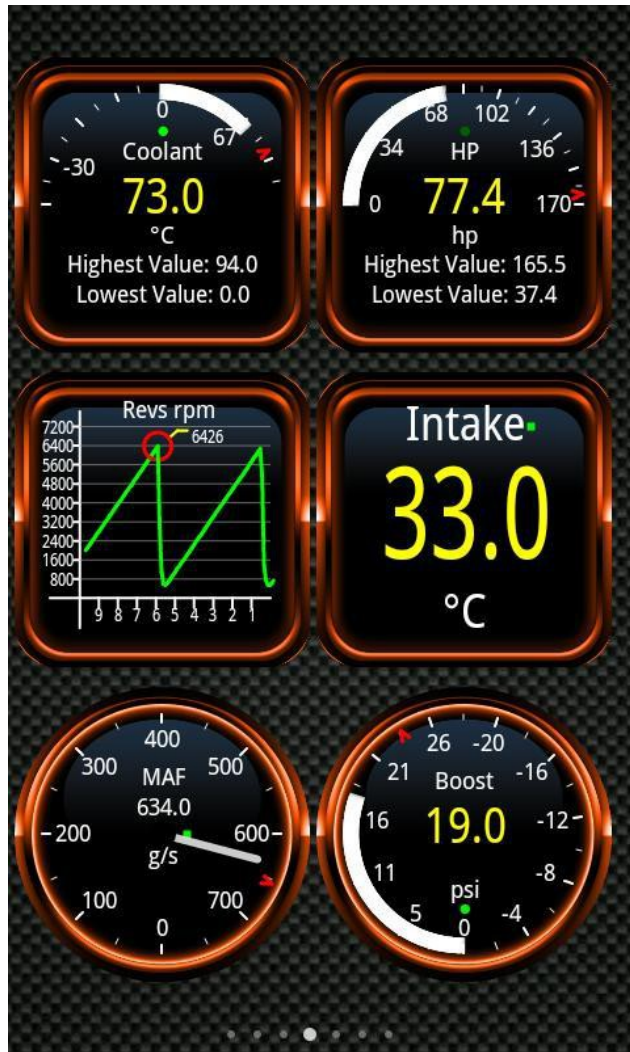 0
67
-30
Coolant
73.0
°C
Highest Value: 94.0
Lowest Value: 0.0
68 102
34 HP 136
0 77.4 170
hp
Highest Value: 165.5
Lowest Value: 37.4
Revs rpm
7200
6426
6400
5600
4800
4000
3200
2400
1600
800
9 8 7 6 5 4 3 2 1
Intake
33.0
°C
400
300 500
MAF
634.0
200 600
g/s
100 700
0
26 -20
21 -16
Boost
16 19.0 -12
11 -8
psi
5 -4
0